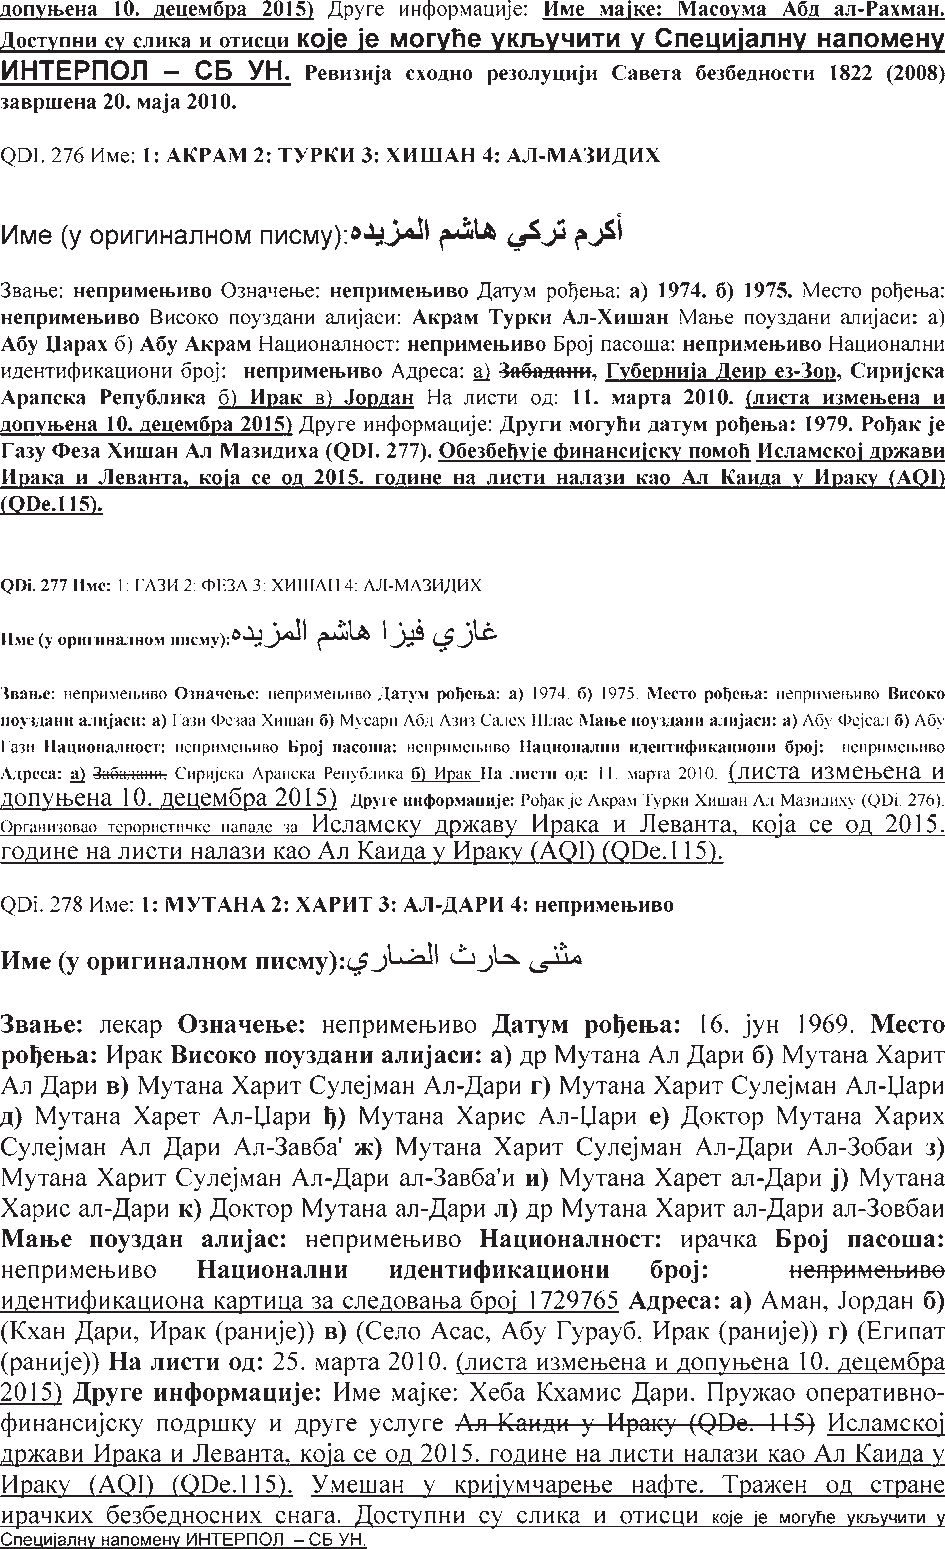 допуњена 10. децембра 2015) Друге информације: Име мајке: Масоума Абд ал-Рахман.
Доступни су слика и отисци које је могуће укључити у Специјалну напомену
ИНТЕРПОЛ – СБ УН. Ревизија сходно резолуцији Савета безбедности 1822 (2008)
завршена 20. маја 2010.
QDI. 276 Име: 1: АКРАМ 2: ТУРКИ 3: ХИШАН 4: АЛ-МАЗИДИХ
Име (у оригиналном писму):أكرم تركي هاشم المزيده
Звање: непримењиво Означење: непримењиво Датум рођења: а) 1974. б) 1975. Место рођења:
непримењиво Високо поуздани алијаси: Акрам Турки Ал-Хишан Мање поуздани алијаси: а)
Абу Џарах б) Абу Акрам Националност: непримењиво Број пасоша: непримењиво Национални
идентификациони број: непримењиво Адреса: а) Забадани, Губернија Деир ез-Зор, Сиријска
Арапска Република б) Ирак в) Јордан На листи од: 11. марта 2010. (листа измењена и
допуњена 10. децембра 2015) Друге информације: Други могући датум рођења: 1979. Рођак је
Газу Феза Хишан Ал Мазидиха (QDI. 277). Обезбеђује финансијску помоћ Исламској држави
Ирака и Леванта, која се од 2015. године на листи налази као Ал Каида у Ираку (AQI)
(QDe.115).
QDi. 277 Име: 1: ГАЗИ 2: ФЕЗА 3: ХИШАН 4: АЛ-МАЗИДИХ
Име (у оригиналном писму):غازي فيزا هاشم المزيده
Звање: непримењиво Означење: непримењиво Датум рођења: а) 1974. б) 1975. Место рођења: непримењиво Високо
поуздани алијаси: а) Гази Фезаа Хишан б) Мусари Абд Азиз Салех Шлас Мање поуздани алијаси: а) Абу Фејсал б) Абу
Гази Националност: непримењиво Број пасоша: непримењиво Национални идентификациони број: непримењиво
Адреса: а) Забадани, Сиријска Арапска Република б) Ирак На листи од: 11. марта 2010. (листа измењена и
допуњена 10. децембра 2015) Друге информације: Рођак је Акрам Турки Хишан Ал Мазидиху (QDi. 276).
Организовао терористичке нападе за Исламску државу Ирака и Леванта, која се од 2015.
године на листи налази као Ал Каида у Ираку (AQI) (QDe.115).
QDi. 278 Име: 1: МУТАНА 2: ХАРИТ 3: АЛ-ДАРИ 4: непримењиво
Име (у оригиналном писму):مثنى حارث الضاري
Звање: лекар Означење: непримењиво Датум рођења: 16. јун 1969. Место
рођења: Ирак Високо поуздани алијаси: а) др Мутана Ал Дари б) Мутана Харит
Ал Дари в) Мутана Харит Сулејман Ал-Дари г) Мутана Харит Сулејман Ал-Џари
д) Мутана Харет Ал-Џари ђ) Мутана Харис Ал-Џари е) Доктор Мутана Харих
Сулејман Ал Дари Ал-Завба' ж) Мутана Харит Сулејман Ал-Дари Ал-Зобаи з)
Мутана Харит Сулејман Ал-Дари ал-Завба'и и) Мутана Харет ал-Дари ј) Мутана
Харис ал-Дари к) Доктор Мутана ал-Дари л) др Мутана Харит ал-Дари ал-Зовбаи
Мање поуздан алијас: непримењиво Националност: ирачка Број пасоша:
непримењиво Национални идентификациони број: непримењиво
идентификациона картица за следовања број 1729765 Адреса: а) Аман, Јордан б)
(Кхан Дари, Ирак (раније)) в) (Село Асас, Абу Гурауб, Ирак (раније)) г) (Египат
(раније)) На листи од: 25. марта 2010. (листа измењена и допуњена 10. децембра
2015) Друге информације: Име мајке: Хеба Кхамис Дари. Пружао оперативно-
финансијску подршку и друге услуге Ал Каиди у Ираку (QDe. 115) Исламској
држави Ирака и Леванта, која се од 2015. године на листи налази као Ал Каида у
Ираку (AQI) (QDe.115). Умешан у кријумчарење нафте. Тражен од стране
ирачких безбедносних снага. Доступни су слика и отисци које је могуће укључити у
Специјалну напомену ИНТЕРПОЛ – СБ УН.